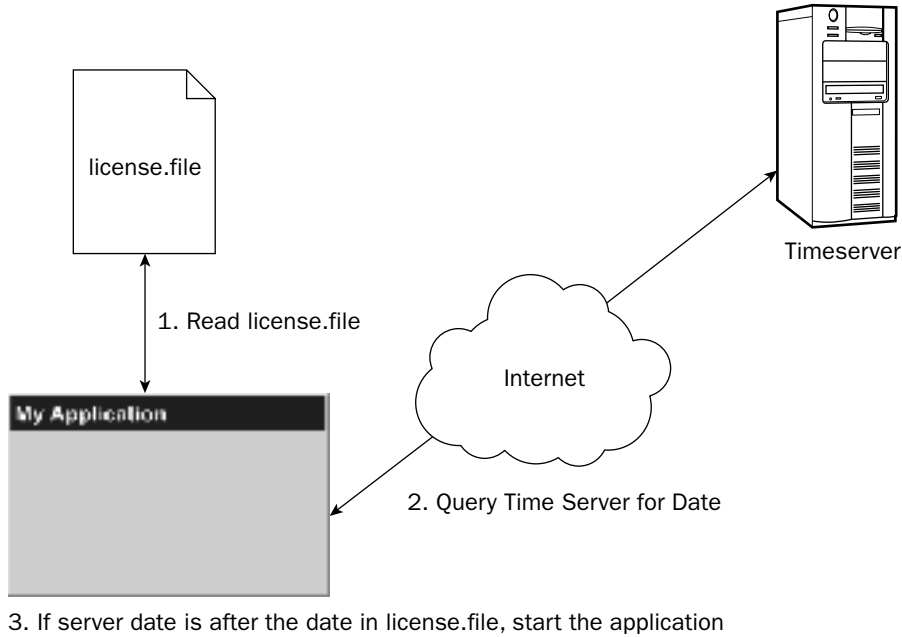 license.file
Timeserver
1. Read license.file
Internet
My Application
2. Query Time Server for Date
3. If server date is after the date in license.file, start the application